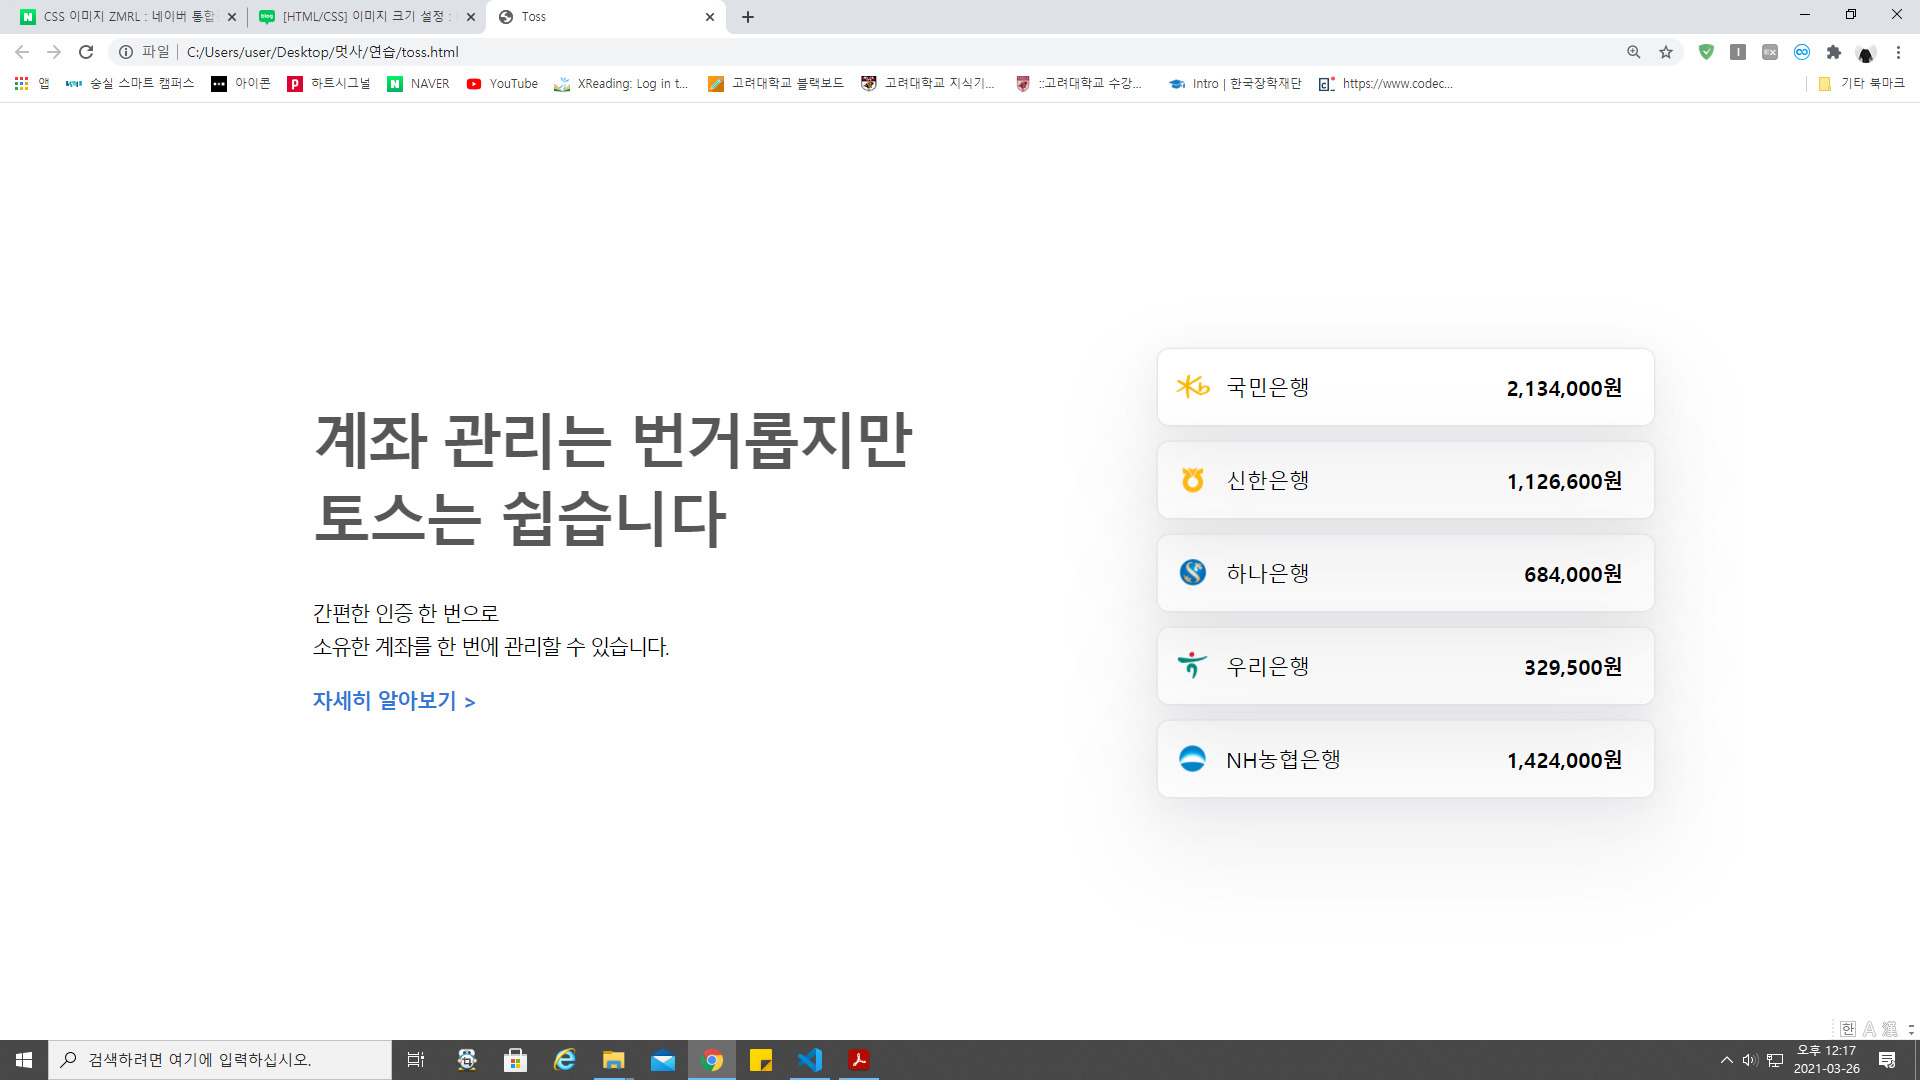 CSS 이미지 ZMRL : 네이버 통합
[HTML/CSS] 이미지 크기 설정 :
Toss
파일
C:/Users/user/Desktop/멋사/연습/toss.html
앱
숭실 스마트 캠퍼스
아이콘
하트시그널
NAVER
YouTube
XReading: Log in t...
고려대학교 블랙보드
고려대학교 지식기...
::고려대학교 수강...
Intro | 한국장학재단
https://www.codec...
기타 북마크
계좌 관리는 번거롭지만
토스는 쉽습니다
간편한 인증 한 번으로
소유한 계좌를 한 번에 관리할 수 있습니다.
자세히 알아보기 >
국민은행 2,134,000원
신한은행 1,126,600원
하나은행 684,000원
우리은행 329,500원
NH농협은행 1,424,000원
한 A 漢
검색하려면 여기에 입력하십시오.
오후 12:17
2021-03-26